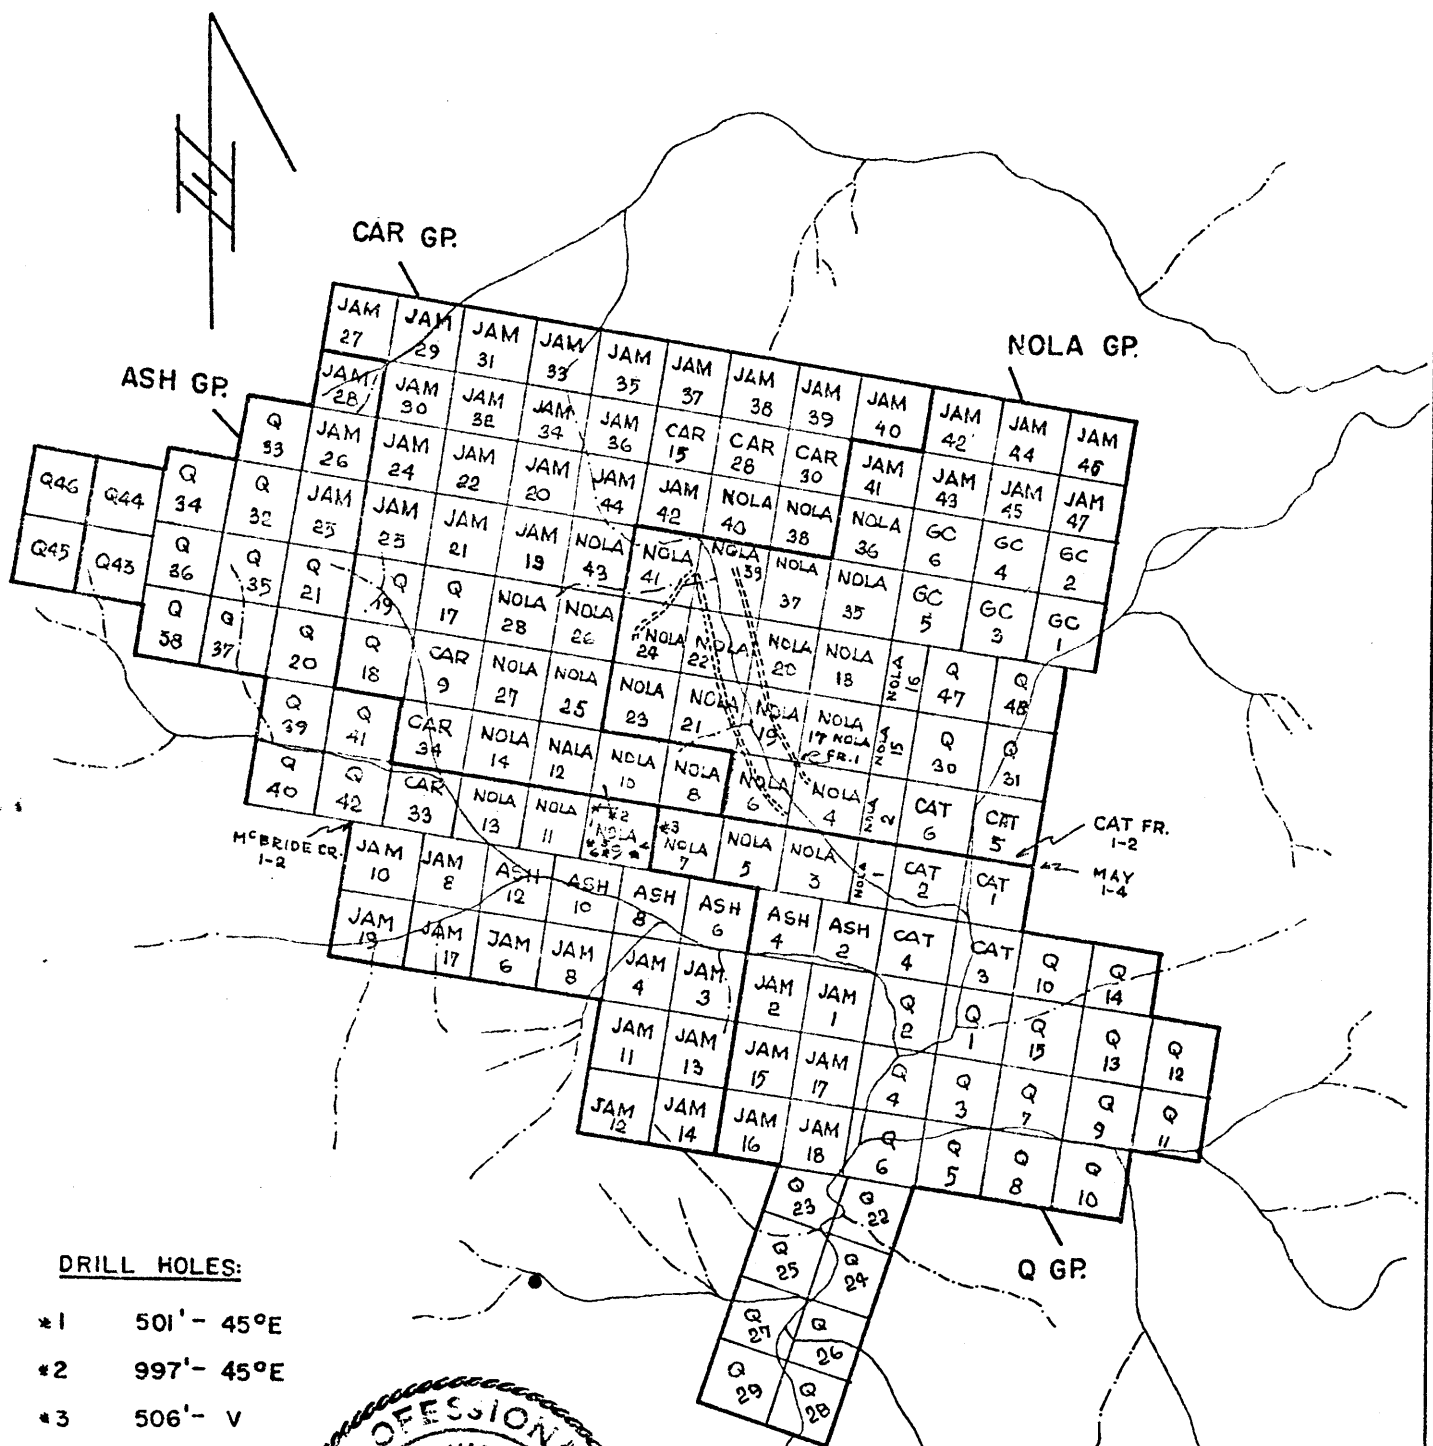 CAR GP.
NOLA GP.
ASH GP.
JAM 27
JAM 29
JAM 31
JAM 33
JAM 35
JAM 37
JAM 38
JAM 39
JAM 40
JAM 42
JAM 44
JAM 46
JAM 28
JAM 30
JAM 32
JAM 34
JAM 36
CAR 15
CAR 28
CAR 30
JAM 41
JAM 43
JAM 45
JAM 47
Q 33
JAM 26
JAM 24
JAM 22
JAM 20
JAM 44
JAM 42
NOLA 40
NOLA 38
NOLA 36
GC 6
GC 4
GC 2
Q46
Q44
Q 34
Q 32
JAM 25
JAM 23
JAM 21
JAM 19
NOLA 43
NOLA 41
NOLA 39
NOLA 37
NOLA 35
GC 5
GC 3
GC 1
Q45
Q43
Q 36
Q 35
Q 21
Q 19
Q 17
NOLA 28
NOLA 26
NOLA 24
NOLA 22
NOLA 20
NOLA 18
NOLA 16
Q 47
Q 48
Q 38
Q 37
Q 20
Q 18
CAR 9
NOLA 27
NOLA 25
NOLA 23
NOLA 21
NOLA 19
NOLA 17
NOLA FR. 1
NOLA 15
Q 30
Q 31
Q 39
Q 41
CAR 34
NOLA 14
NALA 12
NOLA 10
NOLA 8
NOLA 6
NOLA 4
NOLA 2
CAT 6
CAT 5
Q 40
Q 42
CAR 33
NOLA 13
NOLA 11
*2
NOLA
*3
NOLA 7
NOLA 5
NOLA 3
NOLA 1
CAT 2
CAT 1
CAT FR. 1-2
MAY 1-4
McBRIDE CR. 1-2
JAM 10
JAM 8
ASH 12
ASH 10
ASH 8
ASH 6
ASH 4
ASH 2
CAT 4
CAT 3
Q 10
Q 14
JAM 19
JAM 17
JAM 6
JAM 8
JAM 4
JAM 3
JAM 2
JAM 1
Q 2
Q 1
Q 15
Q 13
Q 12
JAM 11
JAM 13
JAM 15
JAM 17
Q 4
Q 3
Q 7
Q 9
Q 11
JAM 12
JAM 14
JAM 16
JAM 18
Q 6
Q 5
Q 8
Q 10
Q 23
Q 22
Q 25
Q 24
Q 27
Q 26
Q 29
Q 28
Q GP.
DRILL HOLES:
*1 501'- 45°E
*2 997'- 45°E
*3 506'- V